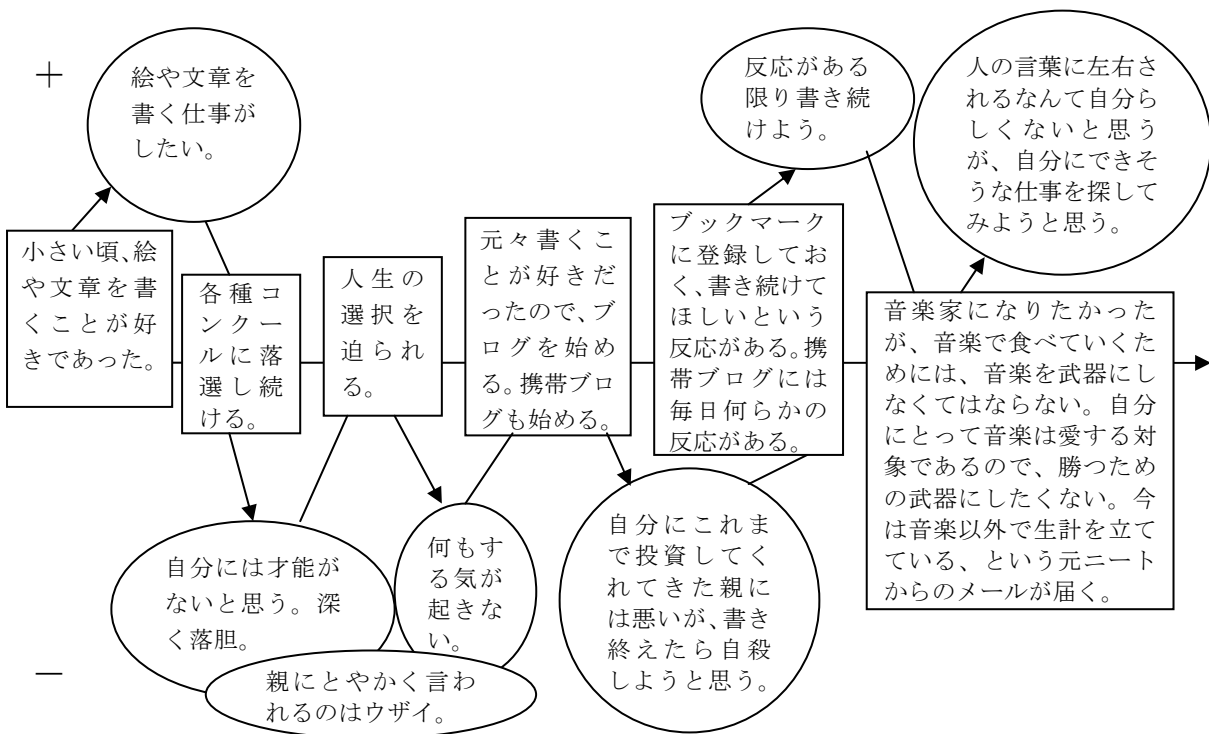 ＋
絵や文章を
書く仕事が
したい。
小さい頃、絵
や文章を書
くことが好
きであった。
各種コ
ンクー
ルに落
選し続
ける。
自分には才能が
ないと思う。深
く落胆。
親にとやかく言わ
れるのはウザイ。
人生の
選択を
迫られ
る。
何もす
る気が
起きな
い。
元々書くこ
とが好きだ
ったので、ブ
ログを始め
る。携帯ブロ
グも始める。
自分にこれま
で投資してく
れてきた親に
は悪いが、書き
終えたら自殺
しようと思う。
ブックマーク
に登録してお
く、書き続けて
ほしいという
反応がある。携
帯ブログには
毎日何らかの
反応がある。
反応がある
限り書き続
けよう。
音楽家になりたかった
が、音楽で食べていくた
めには、音楽を武器にし
なくてはならない。自分
にとって音楽は愛する対
象であるので、勝つため
の武器にしたくない。今
は音楽以外で生計を立て
ている、という元ニート
からのメールが届く。
人の言葉に左右さ
れるなんて自分ら
しくないと思う
が、自分にできそ
うな仕事を探して
みようと思う。
－